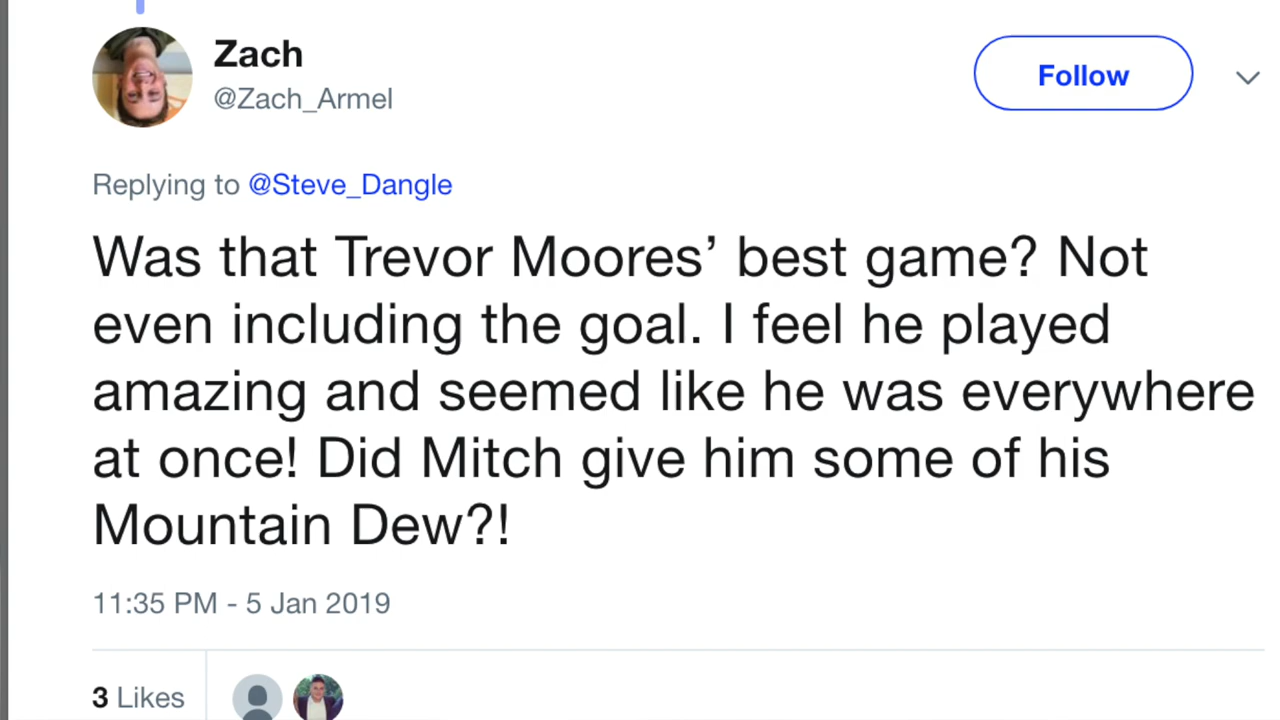 Zach
@Zach_Armel
Follow
Replying to @Steve_Dangle
Was that Trevor Moores’ best game? Not
even including the goal. I feel he played
amazing and seemed like he was everywhere
at once! Did Mitch give him some of his
Mountain Dew?!
11:35 PM - 5 Jan 2019
3 Likes